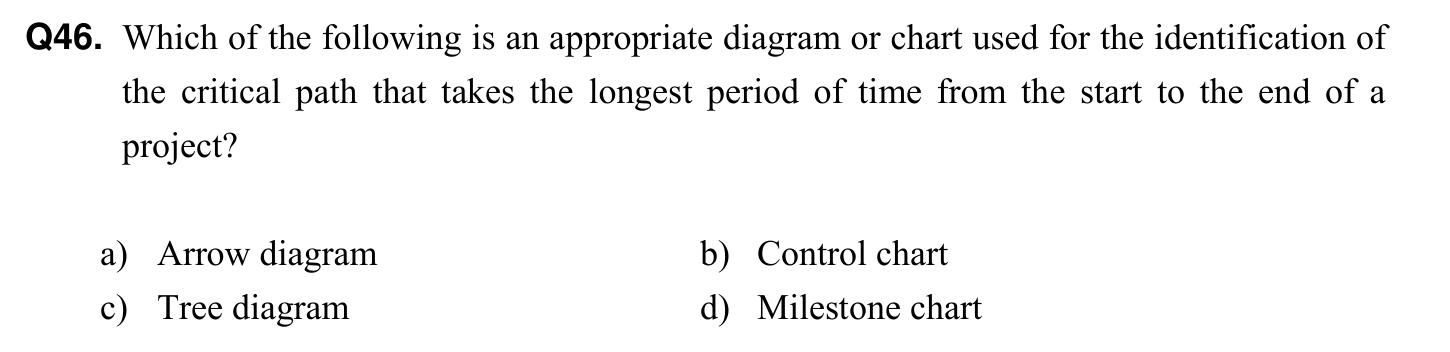 Q46. Which of the following is an appropriate diagram or chart used for the identification of
the critical path that takes the longest period of time from the start to the end of a
project?
a) Arrow diagram b) Control chart
c) Tree diagram d) Milestone chart